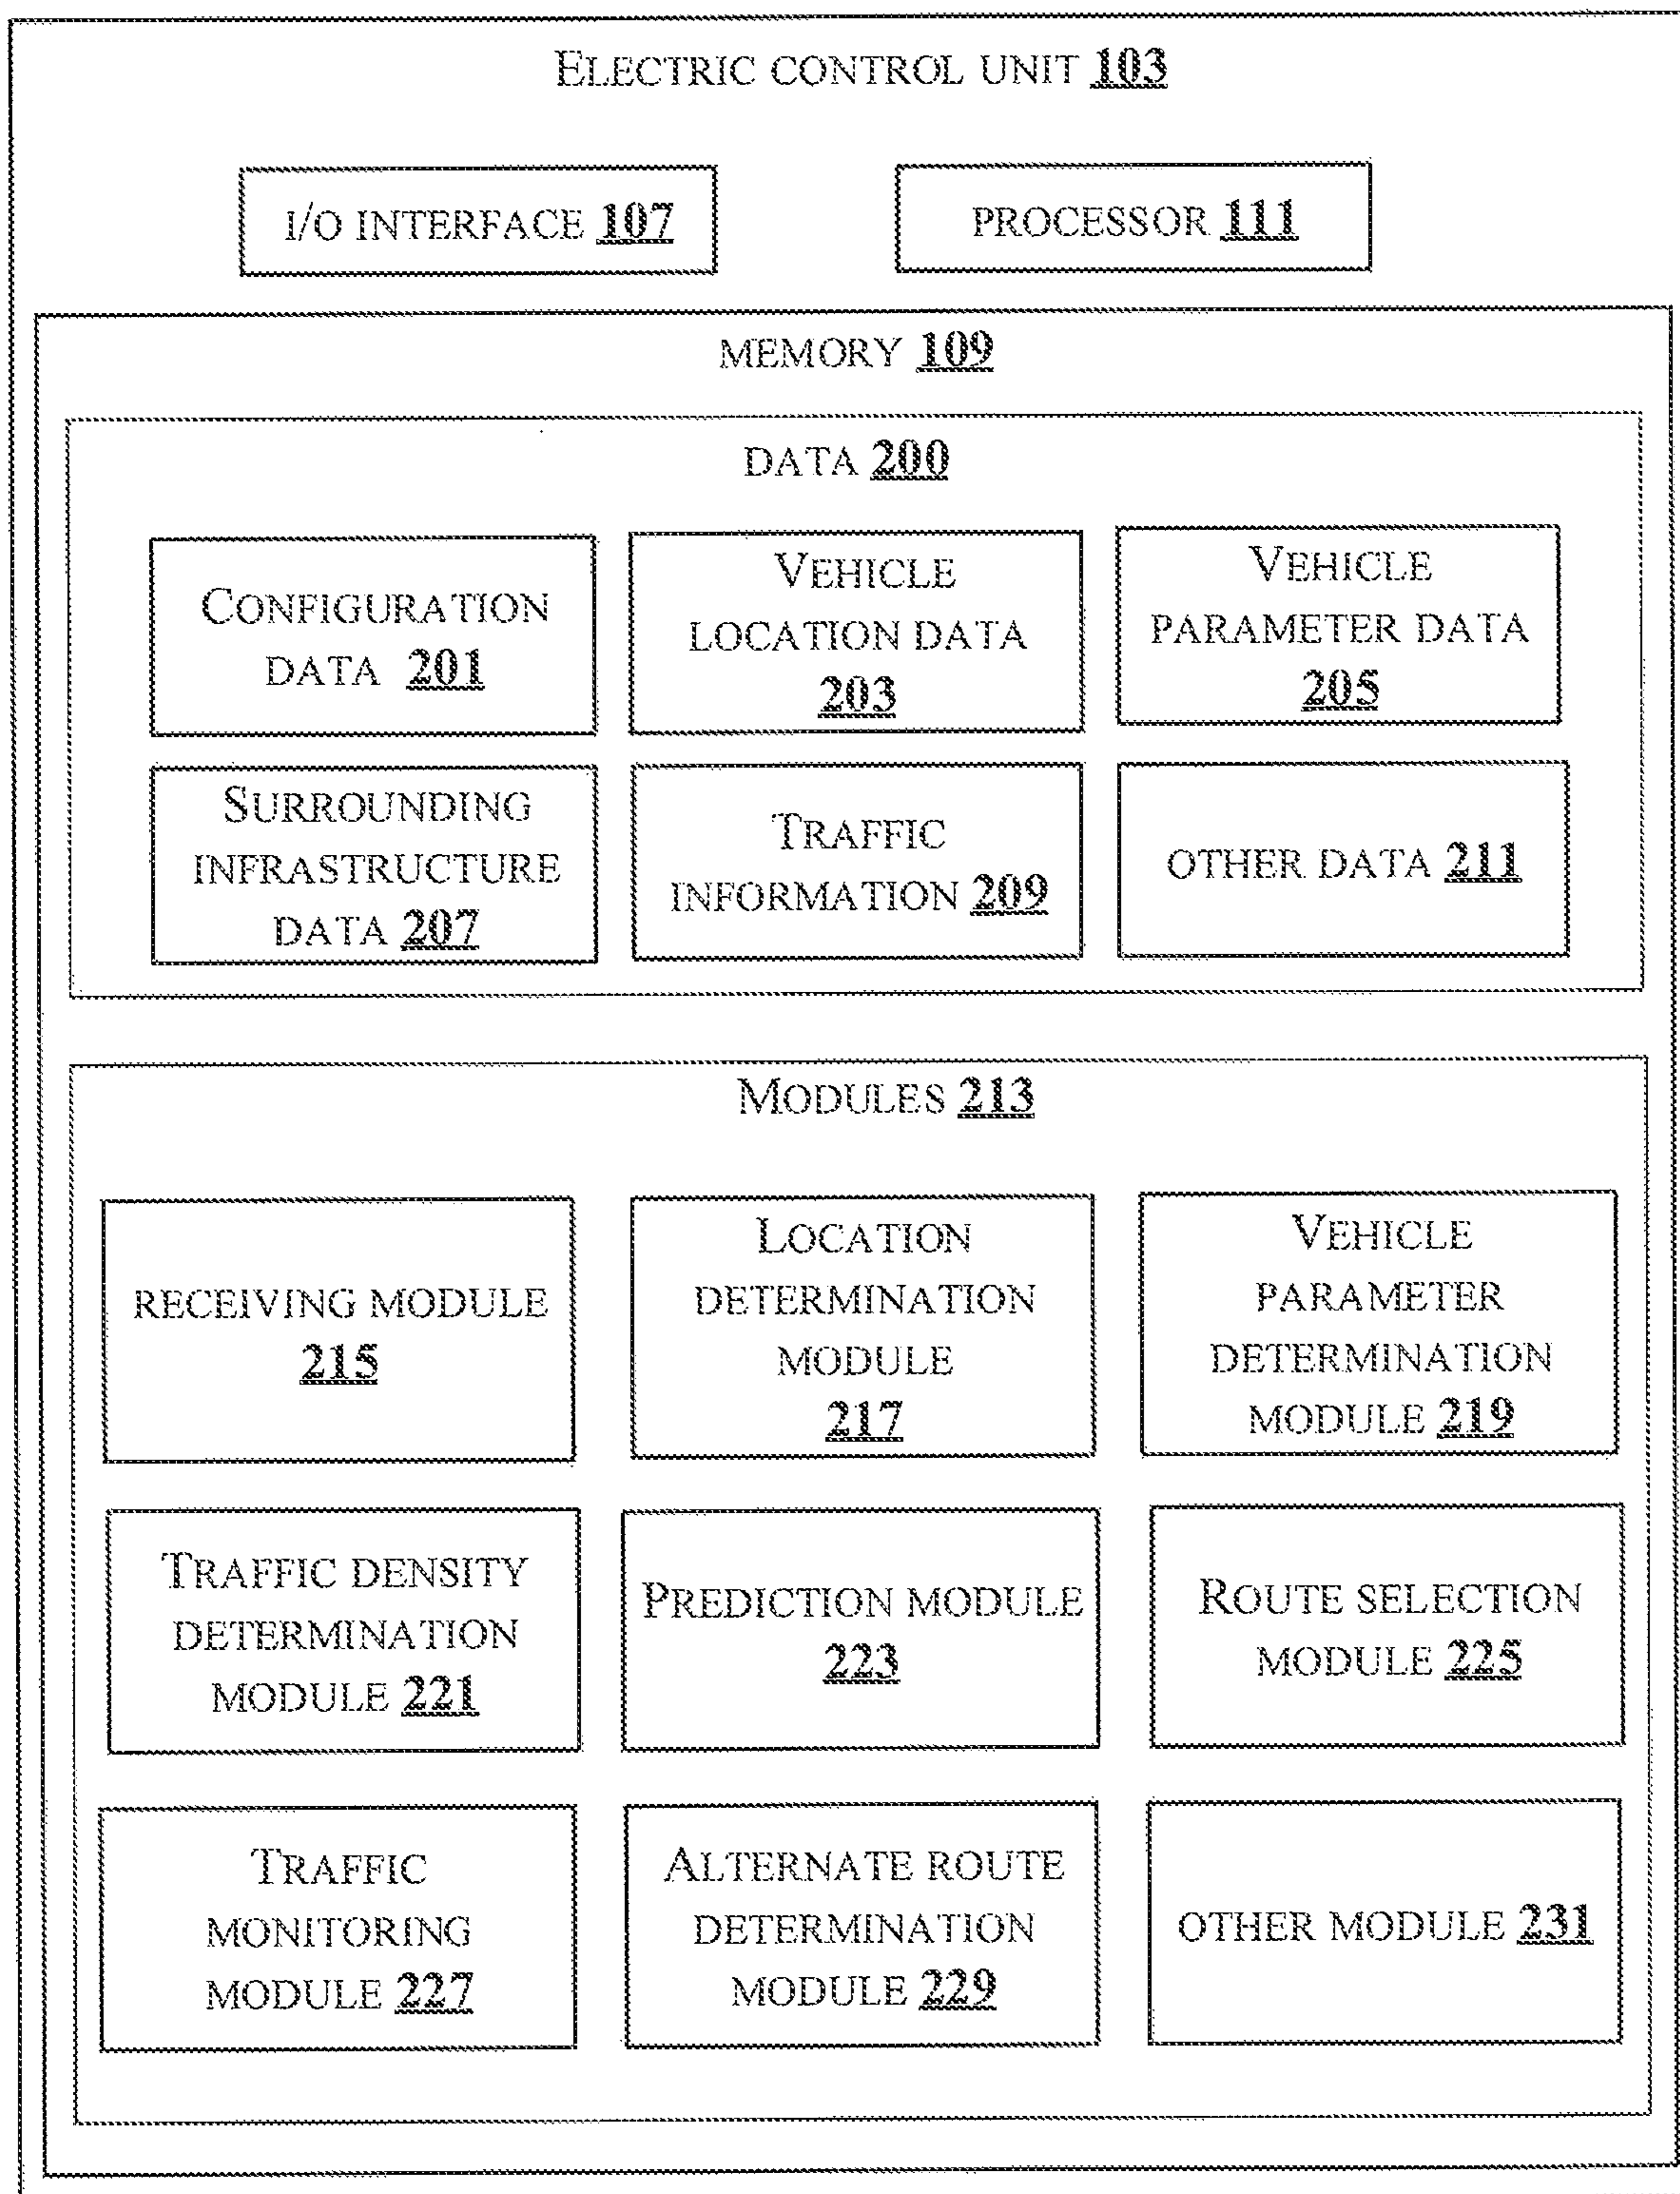 ELECTRIC CONTROL UNIT 103
I/O INTERFACE 107
PROCESSOR 111
MEMORY 109
DATA 200
CONFIGURATION
DATA 201
VEHICLE
LOCATION DATA
203
VEHICLE
PARAMETER DATA
205
SURROUNDING
INFRASTRUCTURE
DATA 207
TRAFFIC
INFORMATION 209
OTHER DATA 211
MODULES 213
RECEIVING MODULE
215
LOCATION
DETERMINATION
MODULE
217
VEHICLE
PARAMETER
DETERMINATION
MODULE 219
TRAFFIC DENSITY
DETERMINATION
MODULE 221
PREDICTION MODULE
223
ROUTE SELECTION
MODULE 225
TRAFFIC
MONITORING
MODULE 227
ALTERNATE ROUTE
DETERMINATION
MODULE 229
OTHER MODULE 231